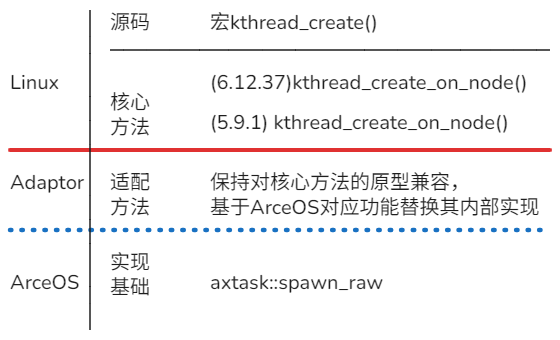 源码 宏kthread_create()
Linux
核心
方法
(6.12.37)kthread_create_on_node()
(5.9.1) kthread_create_on_node()
Adaptor
适配
方法
保持对核心方法的原型兼容，
基于ArceOS对应功能替换其内部实现
ArceOS
实现
基础
axtask::spawn_raw